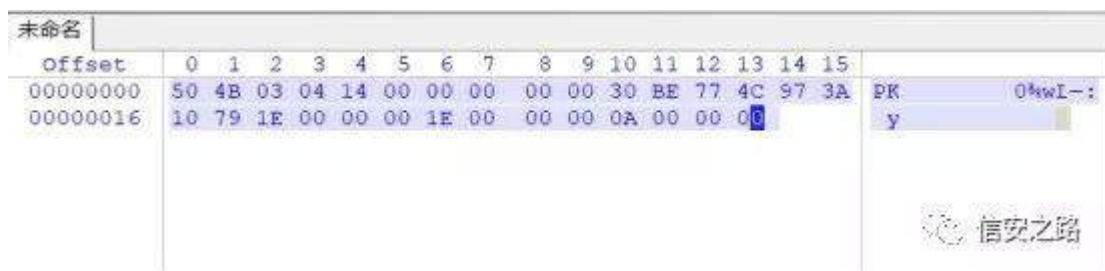 未命名
Offset 0 1 2 3 4 5 6 7 8 9 10 11 12 13 14 15
00000000 50 4B 03 04 14 00 00 00 00 00 30 BE 77 4C 97 3A PK 0¾wL—:
00000016 10 79 1E 00 00 00 1E 00 00 00 0A 00 00 00 y
信安之路